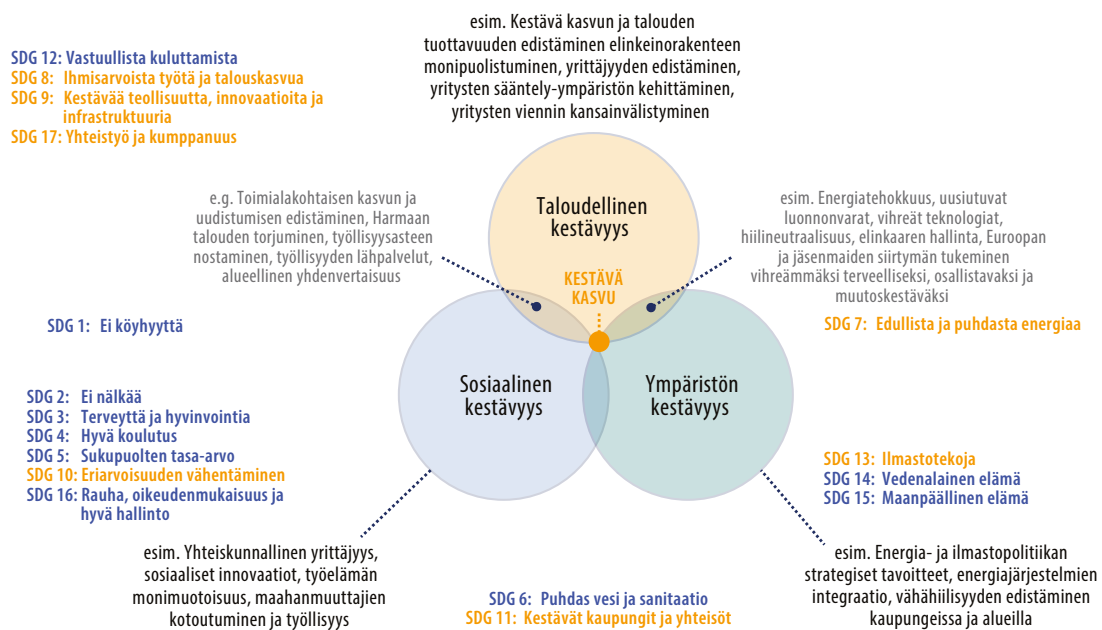 esim. Kestävä kasvun ja talouden
tuottavuuden edistäminen elinkeinorakenteen
monipuolistuminen, yrittäjyyden edistäminen,
yritysten sääntely-ympäristön kehittäminen,
yritysten viennin kansainvälistyminen
SDG 12: Vastuullista kuluttamista
SDG 8: Ihmisarvoista työtä ja talouskasvua
SDG 9: Kestävää teollisuutta, innovaatioita ja
infrastruktuuria
SDG 17: Yhteistyö ja kumppanuus
e.g. Toimialakohtaisen kasvun ja
uudistumisen edistäminen, Harmaan
talouden torjuminen, työllisyysasteen
nostaminen, työllisyyden lähpalvelut,
alueellinen yhdenvertaisuus
Taloudellinen
kestävyys
esim. Energiatehokkuus, uusiutuvat
luonnonvarat, vihreät teknologiat,
hiilineutraalisuus, elinkaaren hallinta, Euroopan
ja jäsenmaiden siirtymän tukeminen
vihreämmäksi terveelliseksi, osallistavaksi ja
muutoskestäväksi
KESTÄVÄ
KASVU
SDG 1: Ei köyhyyttä
SDG 7: Edullista ja puhdasta energiaa
Sosiaalinen
kestävyys
Ympäristön
kestävyys
SDG 2: Ei nälkää
SDG 3: Terveyttä ja hyvinvointia
SDG 4: Hyvä koulutus
SDG 5: Sukupuolten tasa-arvo
SDG 10: Eriarvoisuuden vähentäminen
SDG 16: Rauha, oikeudenmukaisuus ja
hyvä hallinto
SDG 13: Ilmastotekoja
SDG 14: Vedenalainen elämä
SDG 15: Maanpäällinen elämä
esim. Yhteiskunnallinen yrittäjyys,
sosiaaliset innovaatiot, työelämän
monimuotoisuus, maahanmuuttajien
kotoutuminen ja työllisyys
SDG 6: Puhdas vesi ja sanitaatio
SDG 11: Kestävät kaupungit ja yhteisöt
esim. Energia- ja ilmastopolitiikan
strategiset tavoitteet, energiajärjestelmien
integraatio, vähähiilisyyden edistäminen
kaupungeissa ja alueilla